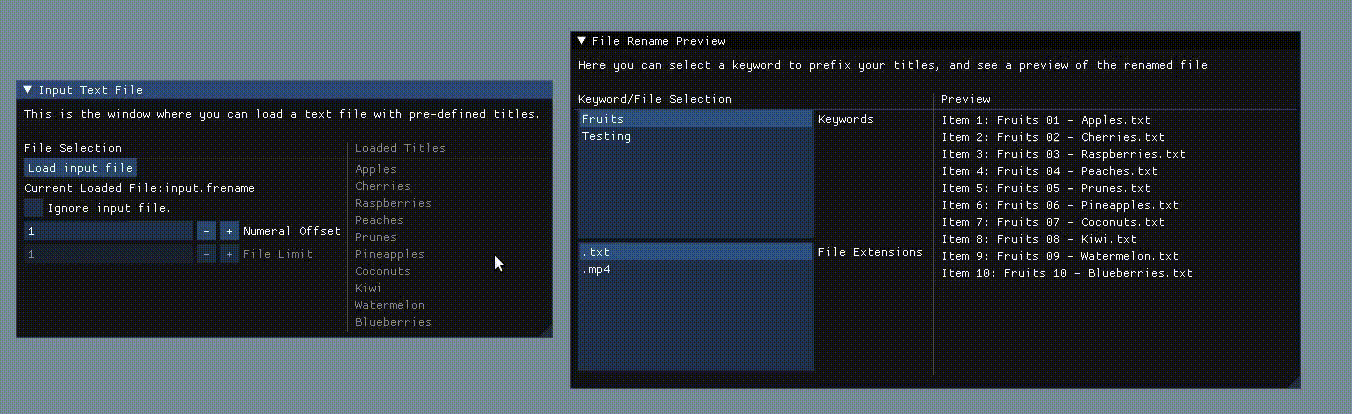 Input Text File
This is the window where you can load a text file with pre-defined titles.
File Selection
Load input file
Current Loaded File:input.frename
Ignore input file.
1 - + Numeral Offset
1 - + File Limit
Loaded Titles
Apples
Cherries
Raspberries
Peaches
Prunes
Pineapples
Coconuts
Kiwi
Watermelon
Blueberries
File Rename Preview
Here you can select a keyword to prefix your titles, and see a preview of the renamed file
Keyword/File Selection
Fruits
Testing
Keywords
.txt
.mp4
File Extensions
Preview
Item 1: Fruits 01 - Apples.txt
Item 2: Fruits 02 - Cherries.txt
Item 3: Fruits 03 - Raspberries.txt
Item 4: Fruits 04 - Peaches.txt
Item 5: Fruits 05 - Prunes.txt
Item 6: Fruits 06 - Pineapples.txt
Item 7: Fruits 07 - Coconuts.txt
Item 8: Fruits 08 - Kiwi.txt
Item 9: Fruits 09 - Watermelon.txt
Item 10: Fruits 10 - Blueberries.txt